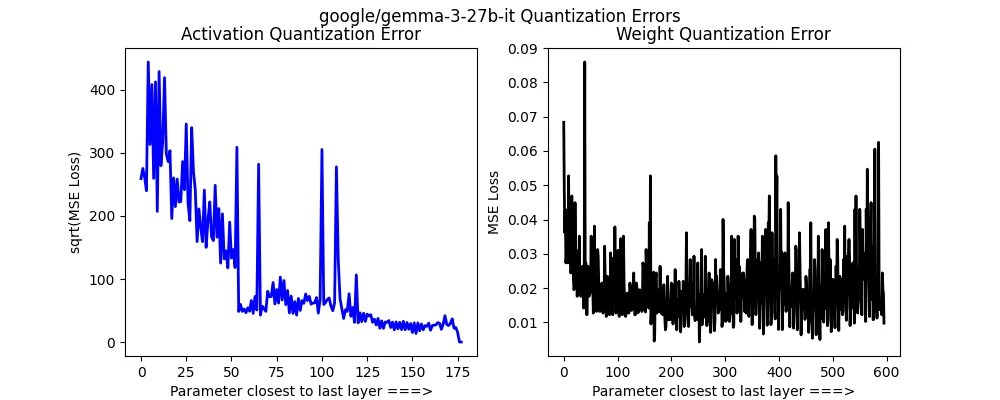 google/gemma-3-27b-it Quantization Errors
Activation Quantization Error
sqrt(MSE Loss)
400
300
200
100
0
0 25 50 75 100 125 150 175
Parameter closest to last layer ===>
Weight Quantization Error
MSE Loss
0.09
0.08
0.07
0.06
0.05
0.04
0.03
0.02
0.01
0 100 200 300 400 500 600
Parameter closest to last layer ===>